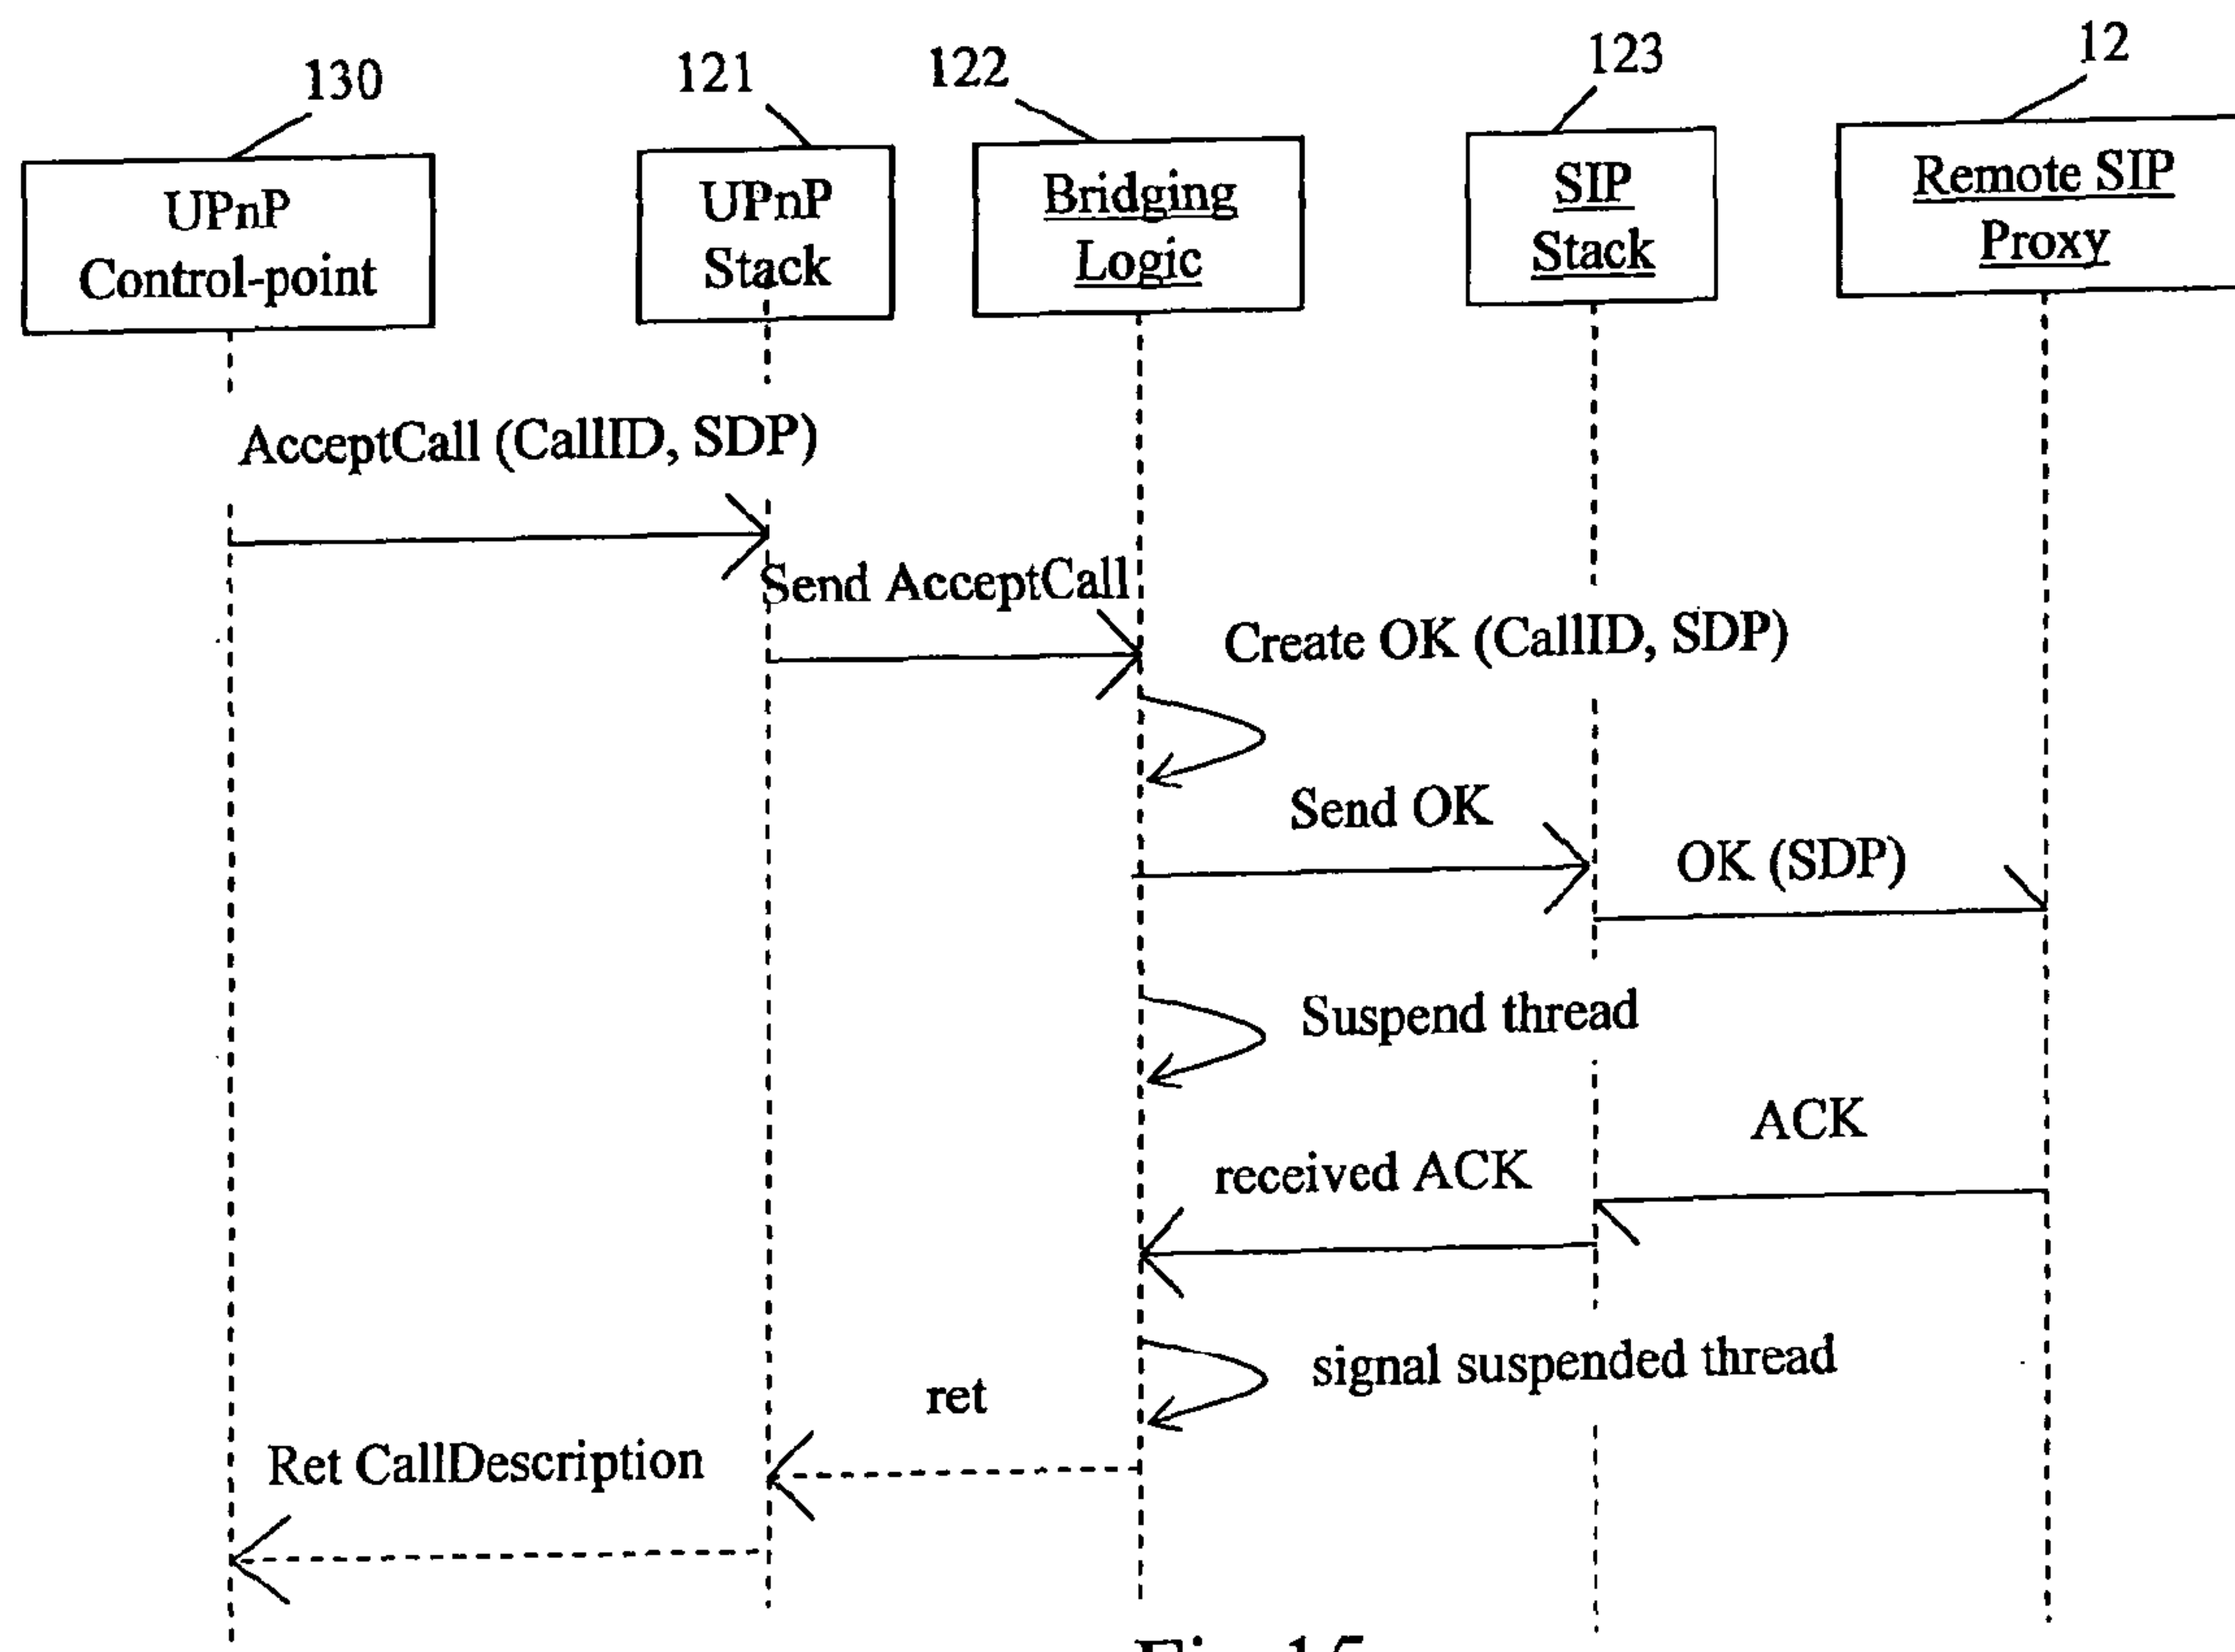 130
121
122
123
12
UPnP
Control-point
UPnP
Stack
Bridging
Logic
SIP
Stack
Remote SIP
Proxy
AcceptCall (CallID, SDP)
Send AcceptCall
Create OK (CallID, SDP)
Send OK
OK (SDP)
Suspend thread
ACK
received ACK
signal suspended thread
ret
Ret CallDescription